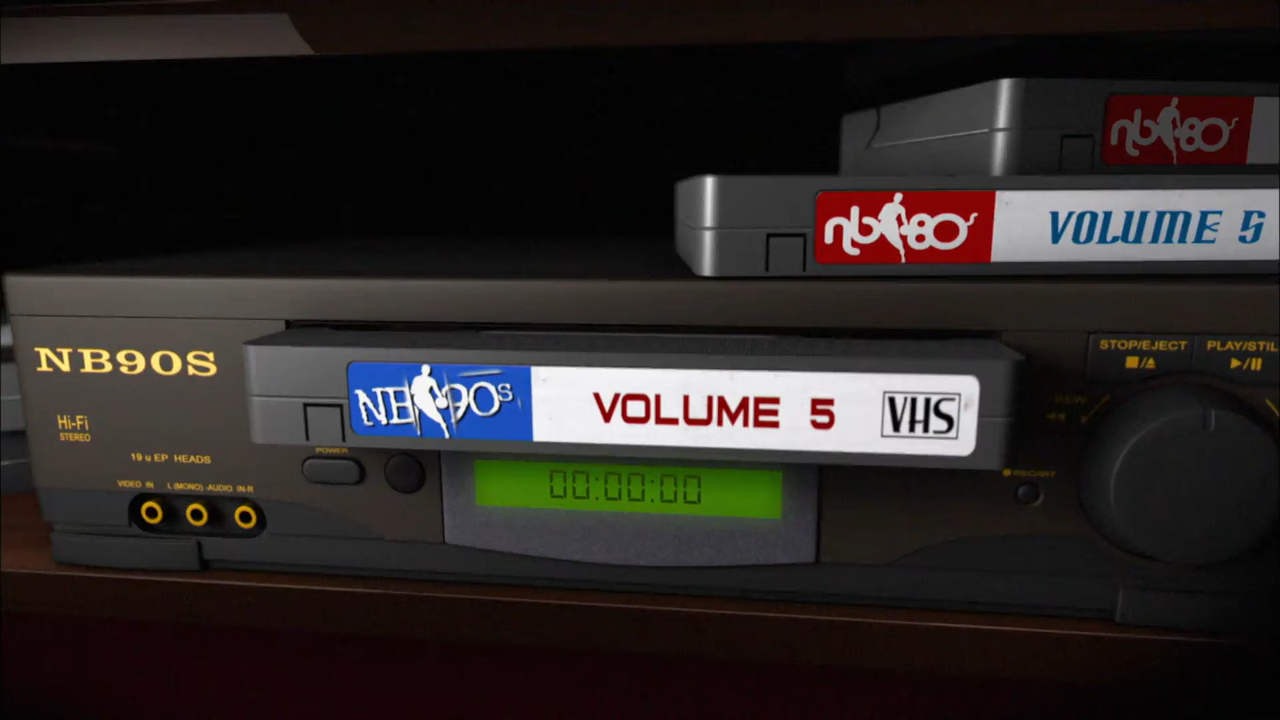 nb80
nb80
VOLUME 5
NB90S
NB90s
VOLUME 5
VHS
STOP/EJECT
PLAY/STIL
REW
Hi-Fi
STEREO
19 u EP HEADS
POWER
VIDEO IN L (MONO) -AUDIO IN-R
00:00:00